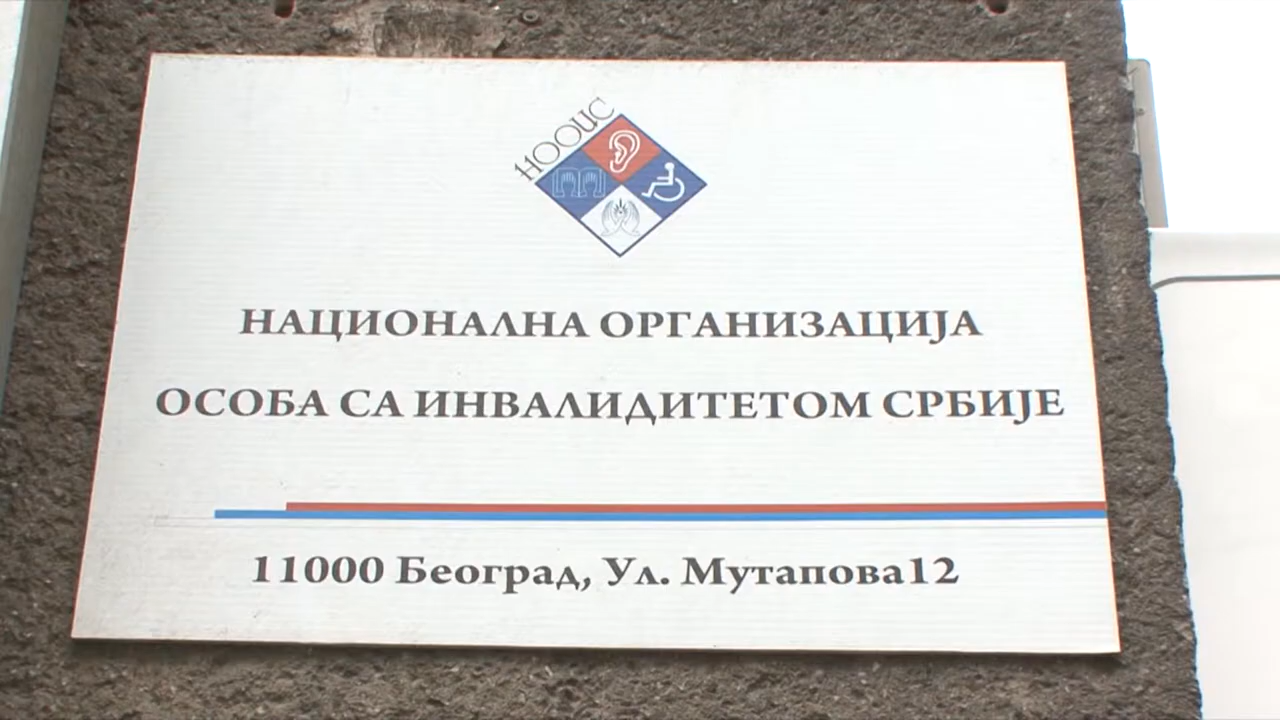 НООИС
НАЦИОНАЛНА ОРГАНИЗАЦИЈА
ОСОБА СА ИНВАЛИДИТЕТОМ СРБИЈЕ
11000 Београд, Ул. Мутапова12